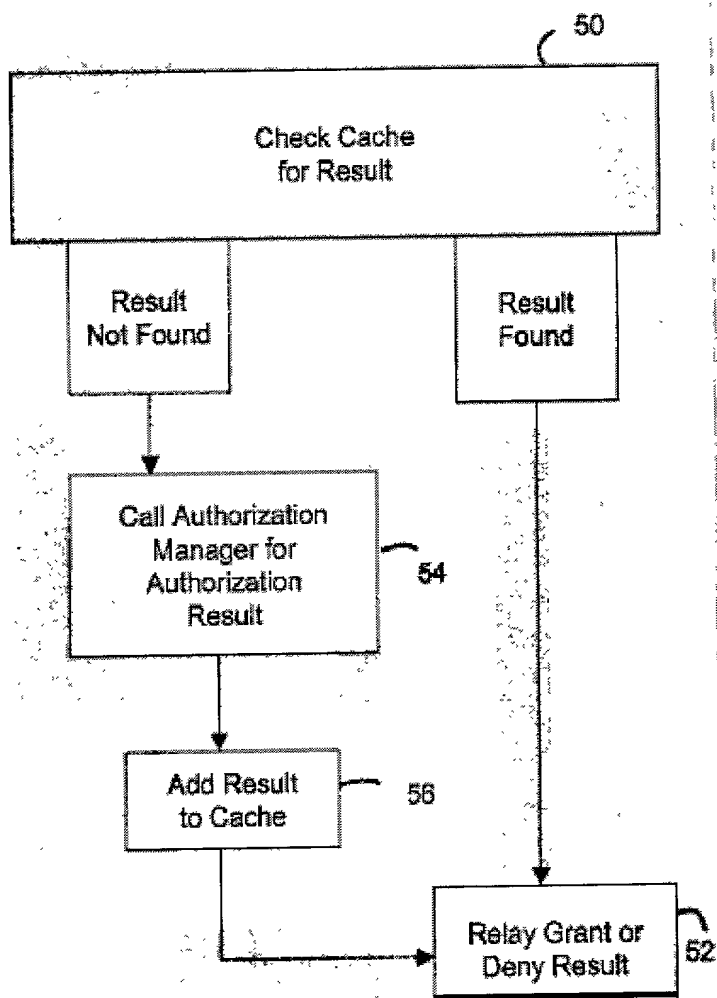 50
Check Cache
for Result
Result
Not Found
Result
Found
Call Authorization
Manager for
Authorization
Result
54
Add Result
to Cache
56
Relay Grant or
Deny Result
52